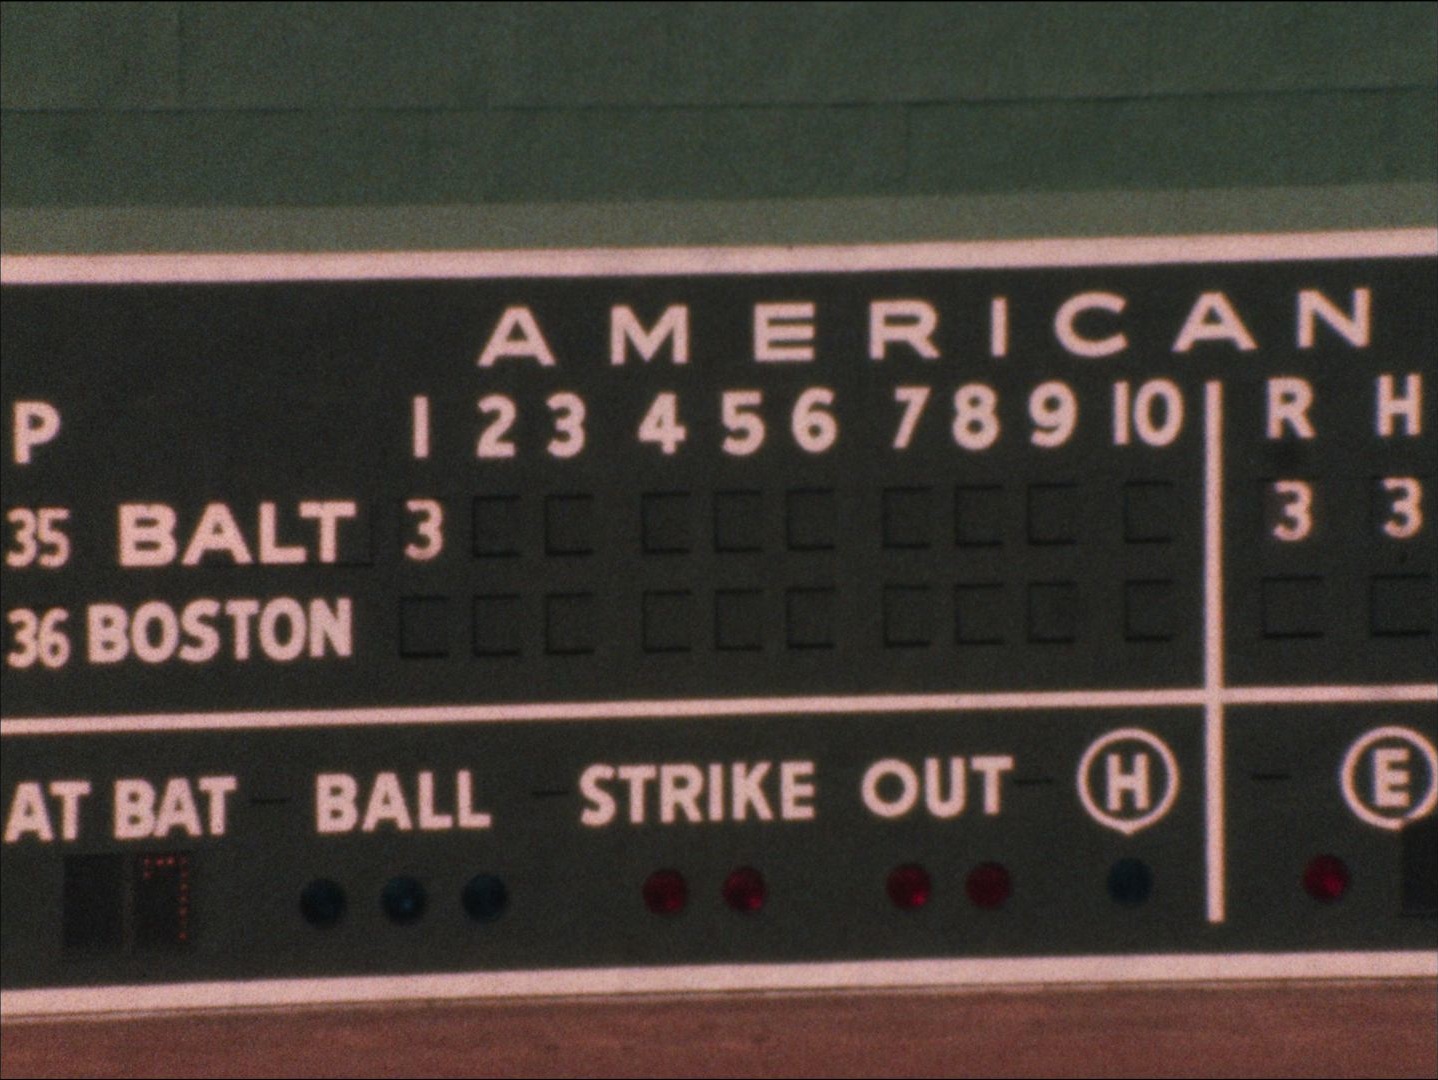 AMERICAN
P 1 2 3 4 5 6 7 8 9 10 R H
35 BALT 3 3 3
36 BOSTON
AT BAT BALL STRIKE OUT H E
7